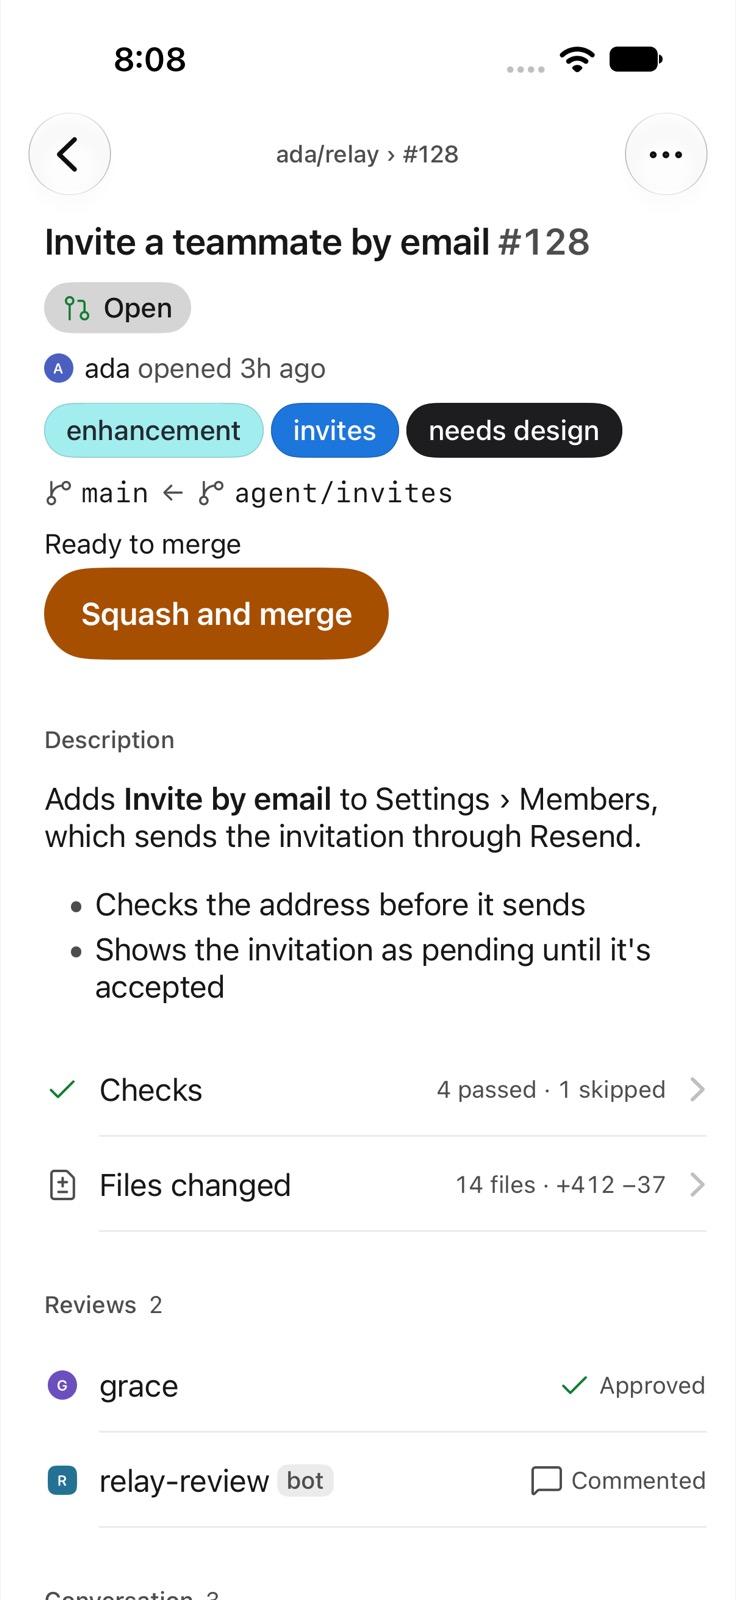 8:08
ada/relay › #128
Invite a teammate by email #128
Open
A ada opened 3h ago
enhancement invites needs design
main ← agent/invites
Ready to merge
Squash and merge
Description
Adds Invite by email to Settings › Members,
which sends the invitation through Resend.
• Checks the address before it sends
• Shows the invitation as pending until it's
accepted
Checks 4 passed · 1 skipped
Files changed 14 files · +412 −37
Reviews 2
G grace Approved
R relay-review bot Commented
Conversation 3